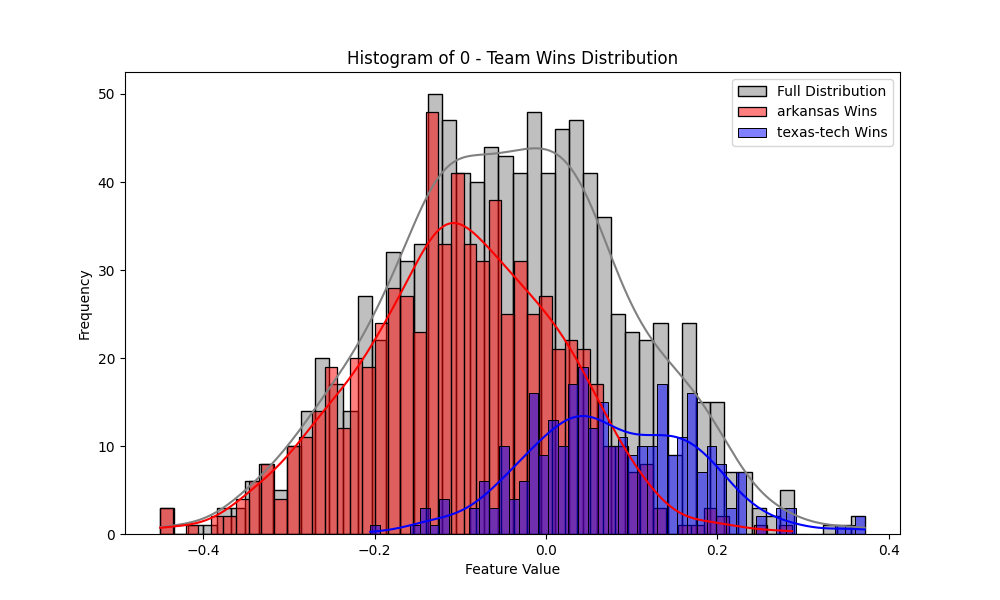 Histogram of 0 - Team Wins Distribution
Full Distribution
arkansas Wins
texas-tech Wins
Frequency
50
40
30
20
10
0
−0.4
−0.2
0.0
0.2
0.4
Feature Value